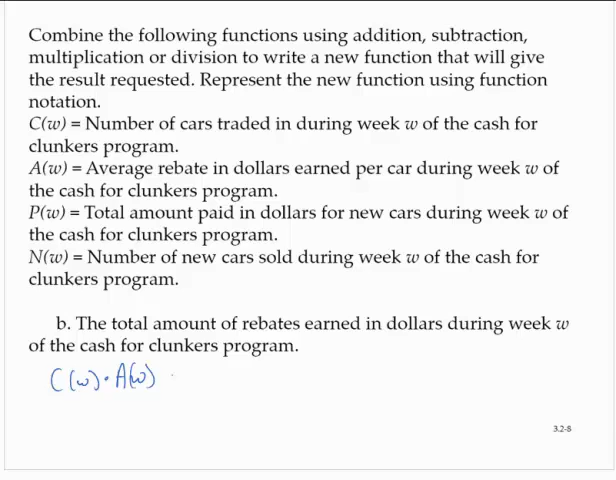 Combine the following functions using addition, subtraction,
multiplication or division to write a new function that will give
the result requested. Represent the new function using function
notation.
C(w) = Number of cars traded in during week w of the cash for
clunkers program.
A(w) = Average rebate in dollars earned per car during week w of
the cash for clunkers program.
P(w) = Total amount paid in dollars for new cars during week w of
the cash for clunkers program.
N(w) = Number of new cars sold during week w of the cash for
clunkers program.
b. The total amount of rebates earned in dollars during week w
of the cash for clunkers program.
C(w) · A(w)
3.2-8